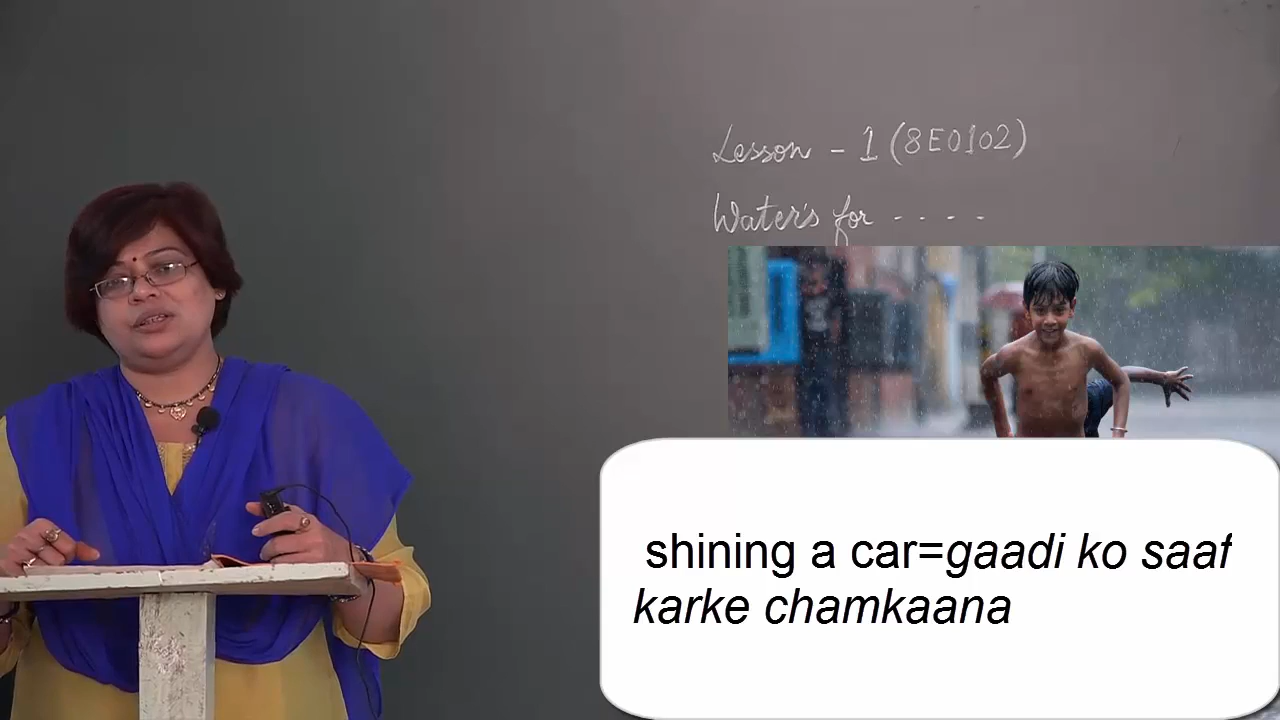 Lesson - 1 (8E0102)
Water's for - - - -
shining a car=gaadi ko saaf
karke chamkaana